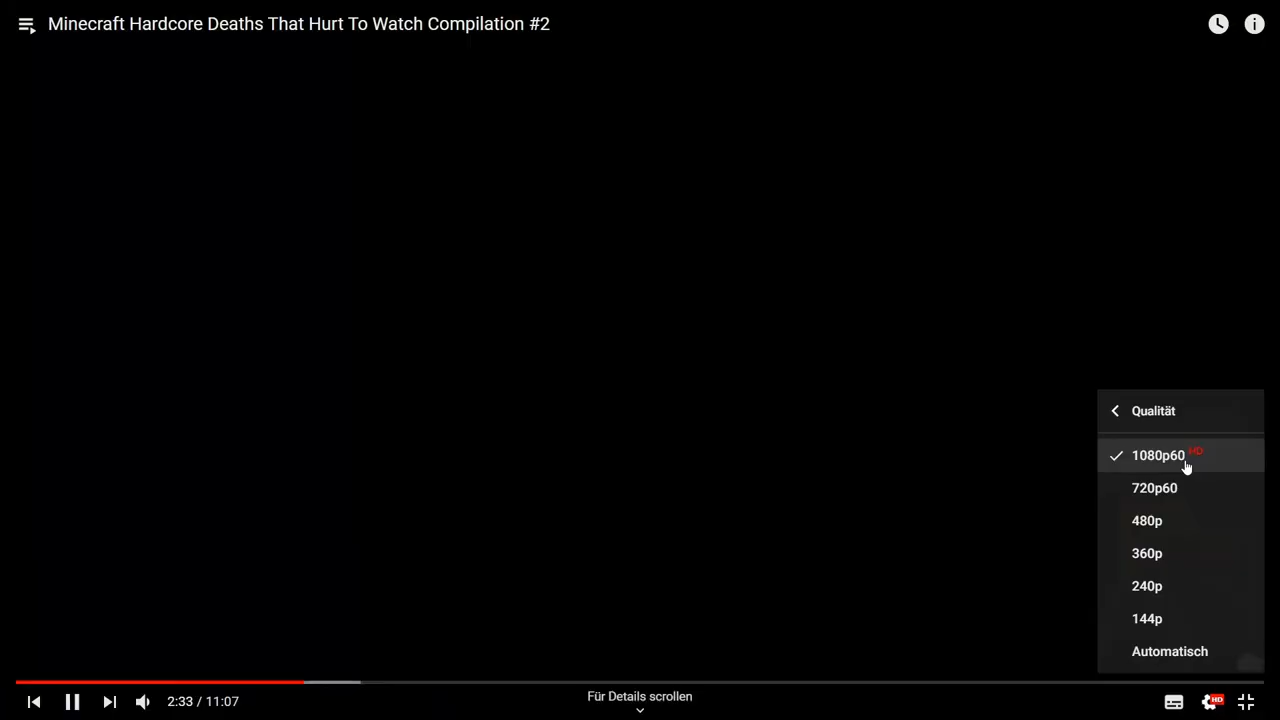 Minecraft Hardcore Deaths That Hurt To Watch Compilation #2
Qualität
1080p60 HD
720p60
480p
360p
240p
144p
Automatisch
2:33 / 11:07
Für Details scrollen
HD